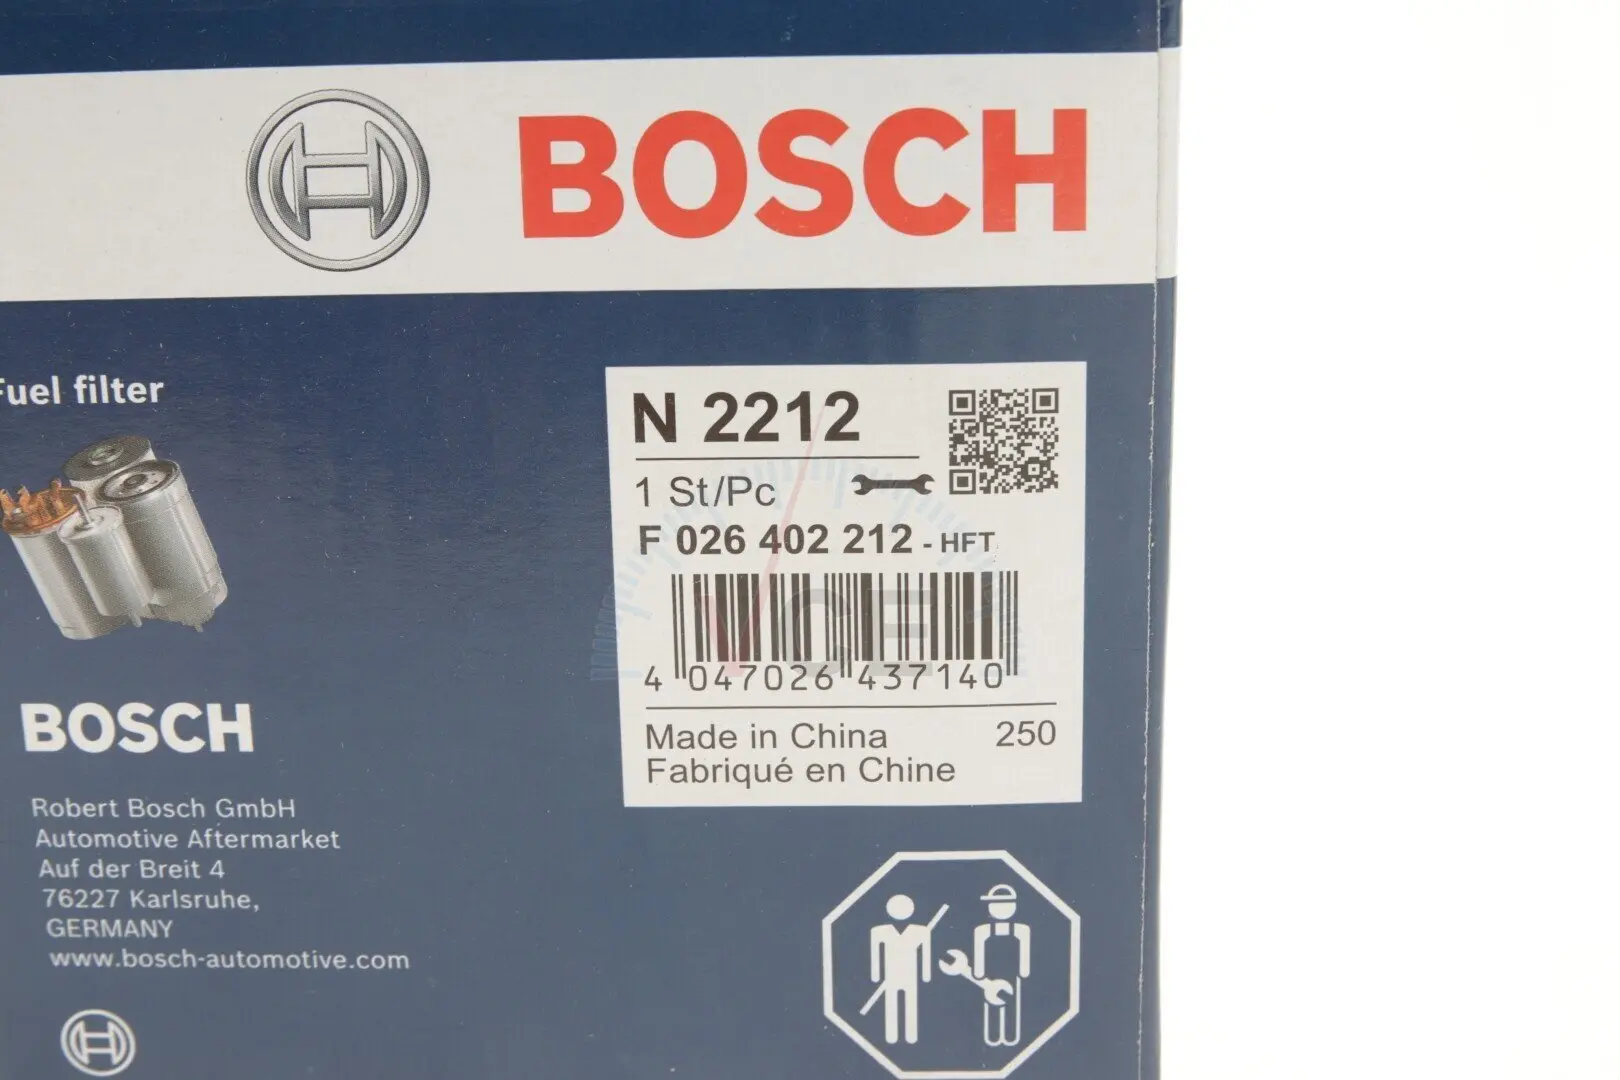 BOSCH
Fuel filter
N 2212
1 St/Pc
F 026 402 212 - HFT
4 047026 437140
Made in China 250
Fabriqué en Chine
BOSCH
Robert Bosch GmbH
Automotive Aftermarket
Auf der Breit 4
76227 Karlsruhe,
GERMANY
www.bosch-automotive.com